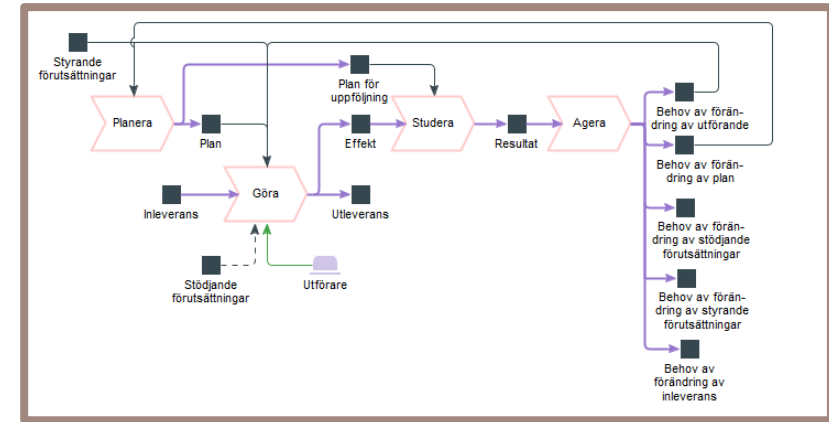 Styrande
förutsättningar
Planera
Plan
Plan för
uppföljning
Effekt
Studera
Resultat
Agera
Inleverans
Göra
Utleverans
Stödjande
förutsättningar
Utförare
Behov av förän-
dring av utförande
Behov av förän-
dring av plan
Behov av förän-
dring av stödjande
förutsättningar
Behov av förän-
dring av styrande
förutsättningar
Behov av
förändring av
inleverans